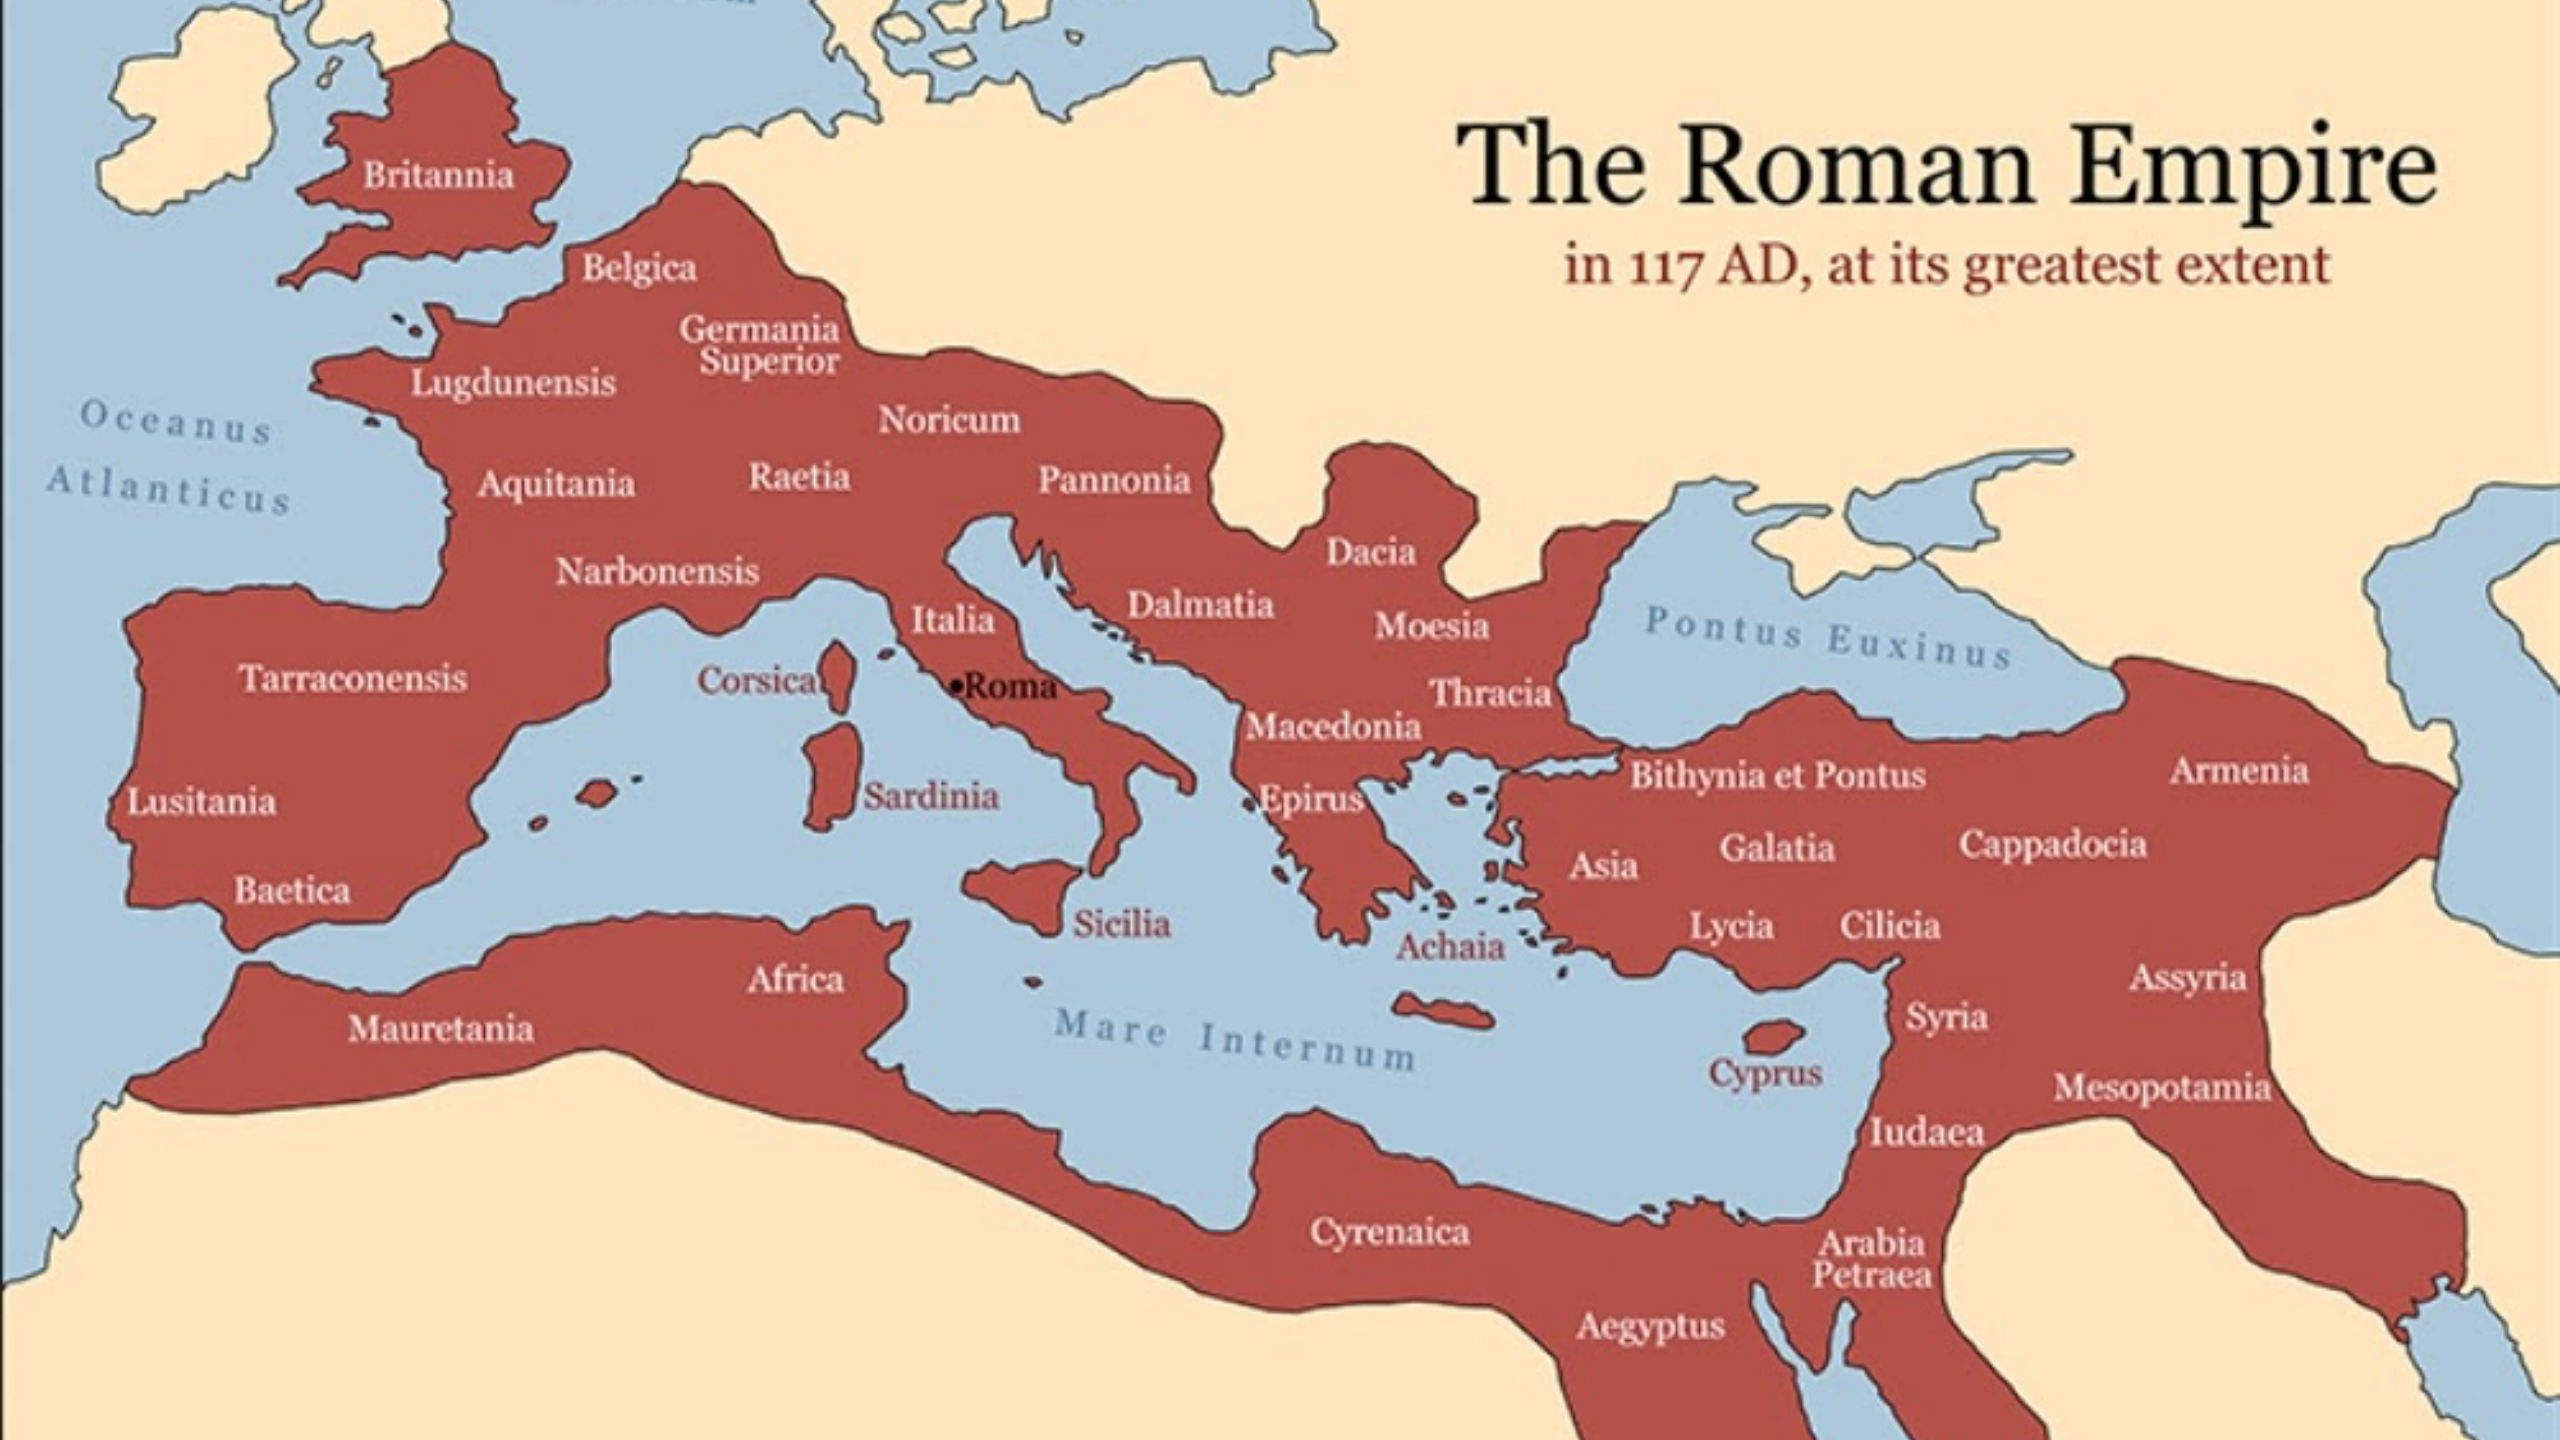 The Roman Empire
in 117 AD, at its greatest extent
Britannia
Belgica
Germania
Superior
Lugdunensis
Oceanus
Atlanticus
Noricum
Aquitania
Raetia
Pannonia
Dacia
Narbonensis
Italia
Dalmatia
Moesia
Pontus Euxinus
Tarraconensis
Corsica
Roma
Thracia
Macedonia
Lusitania
Sardinia
Epirus
Bithynia et Pontus
Armenia
Asia
Galatia
Cappadocia
Baetica
Sicilia
Achaia
Lycia
Cilicia
Africa
Assyria
Mauretania
Mare Internum
Syria
Cyprus
Mesopotamia
Iudaea
Cyrenaica
Arabia
Petraea
Aegyptus